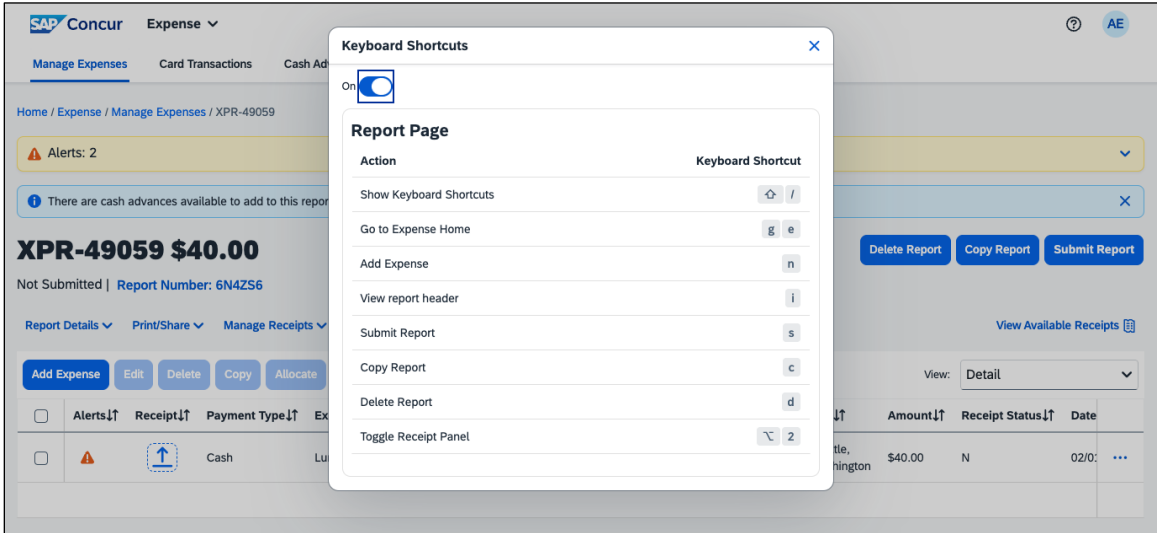 SAP Concur Expense
AE
Manage Expenses Card Transactions Cash Ad
Home / Expense / Manage Expenses / XPR-49059
Alerts: 2
There are cash advances available to add to this repor
XPR-49059 $40.00
Delete Report Copy Report Submit Report
Not Submitted | Report Number: 6N4ZS6
Report Details Print/Share Manage Receipts
View Available Receipts
Add Expense Edit Delete Copy Allocate
View: Detail
Alerts Receipt Payment Type Ex
Amount Receipt Status Date
Cash Lu
tle,
hington
$40.00 N 02/0
Keyboard Shortcuts
On
Report Page
Action Keyboard Shortcut
Show Keyboard Shortcuts ⇧ /
Go to Expense Home g e
Add Expense n
View report header i
Submit Report s
Copy Report c
Delete Report d
Toggle Receipt Panel ⌥ 2